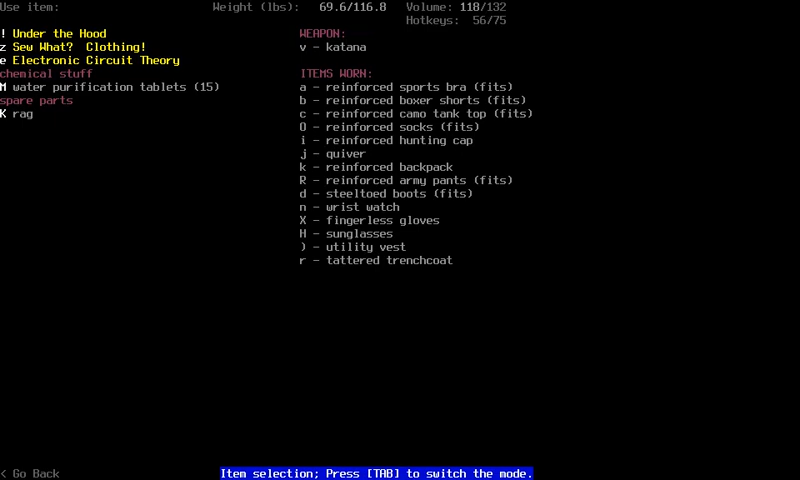 Use item:
Weight (lbs): 69.6/116.8 Volume: 118/132
Hotkeys: 56/75
! Under the Hood
z Sew What? Clothing!
e Electronic Circuit Theory
chemical stuff
M water purification tablets (15)
spare parts
K rag
WEAPON:
v - katana
ITEMS WORN:
a - reinforced sports bra (fits)
b - reinforced boxer shorts (fits)
c - reinforced camo tank top (fits)
O - reinforced socks (fits)
i - reinforced hunting cap
j - quiver
k - reinforced backpack
R - reinforced army pants (fits)
d - steeltoed boots (fits)
n - wrist watch
X - fingerless gloves
H - sunglasses
) - utility vest
r - tattered trenchcoat
< Go Back
Item selection; Press [TAB] to switch the mode.